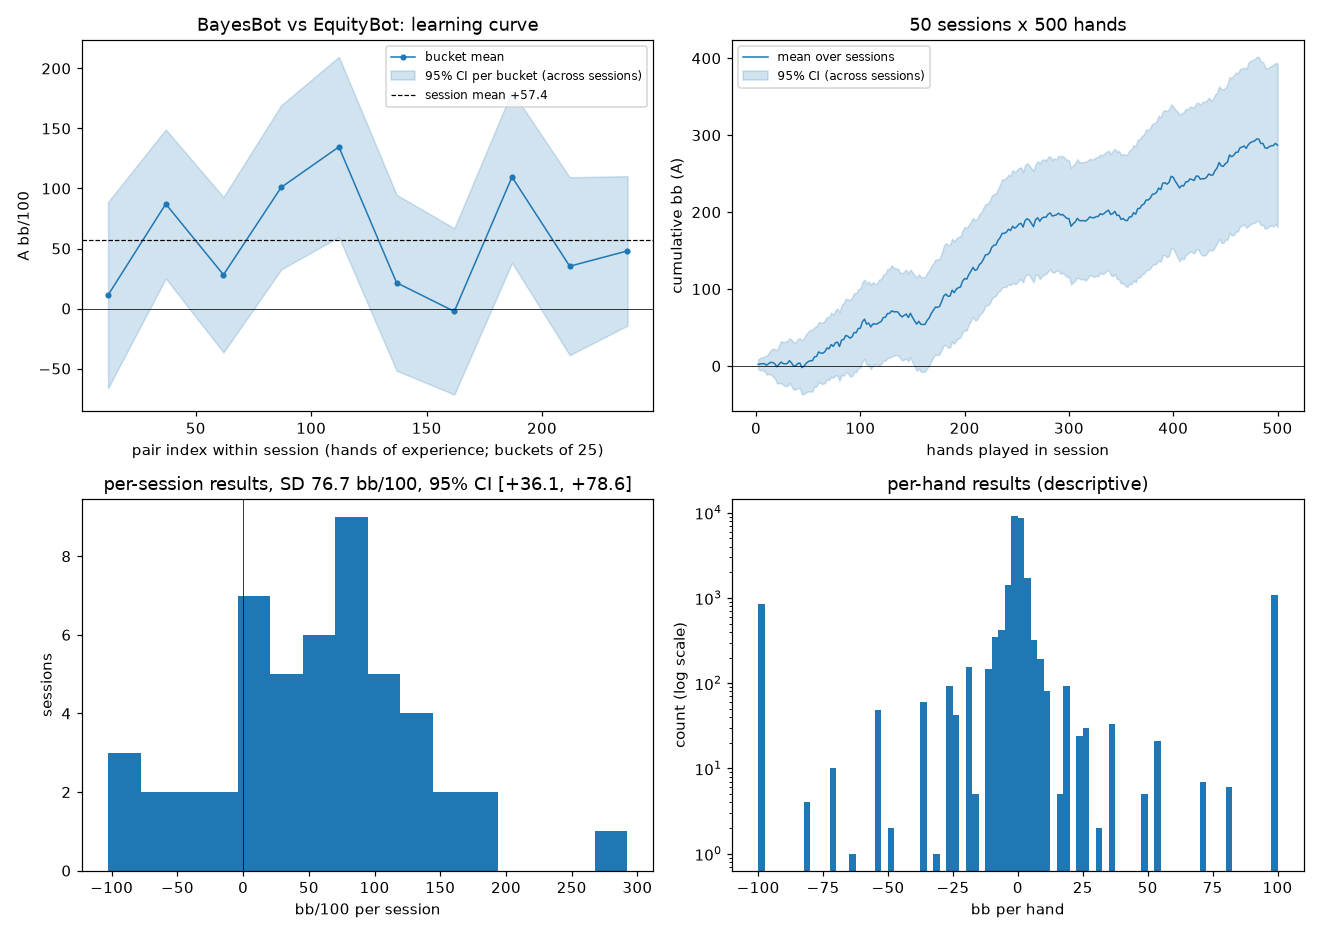 BayesBot vs EquityBot: learning curve
bucket mean
95% CI per bucket (across sessions)
session mean +57.4
200
150
100
50
0
−50
A bb/100
50
100
150
200
pair index within session (hands of experience; buckets of 25)
50 sessions x 500 hands
mean over sessions
95% CI (across sessions)
400
300
200
100
0
cumulative bb (A)
0
100
200
300
400
500
hands played in session
per-session results, SD 76.7 bb/100, 95% CI [+36.1, +78.6]
8
6
4
2
0
sessions
−100
−50
0
50
100
150
200
250
300
bb/100 per session
per-hand results (descriptive)
10⁴
10³
10²
10¹
10⁰
count (log scale)
−100
−75
−50
−25
0
25
50
75
100
bb per hand